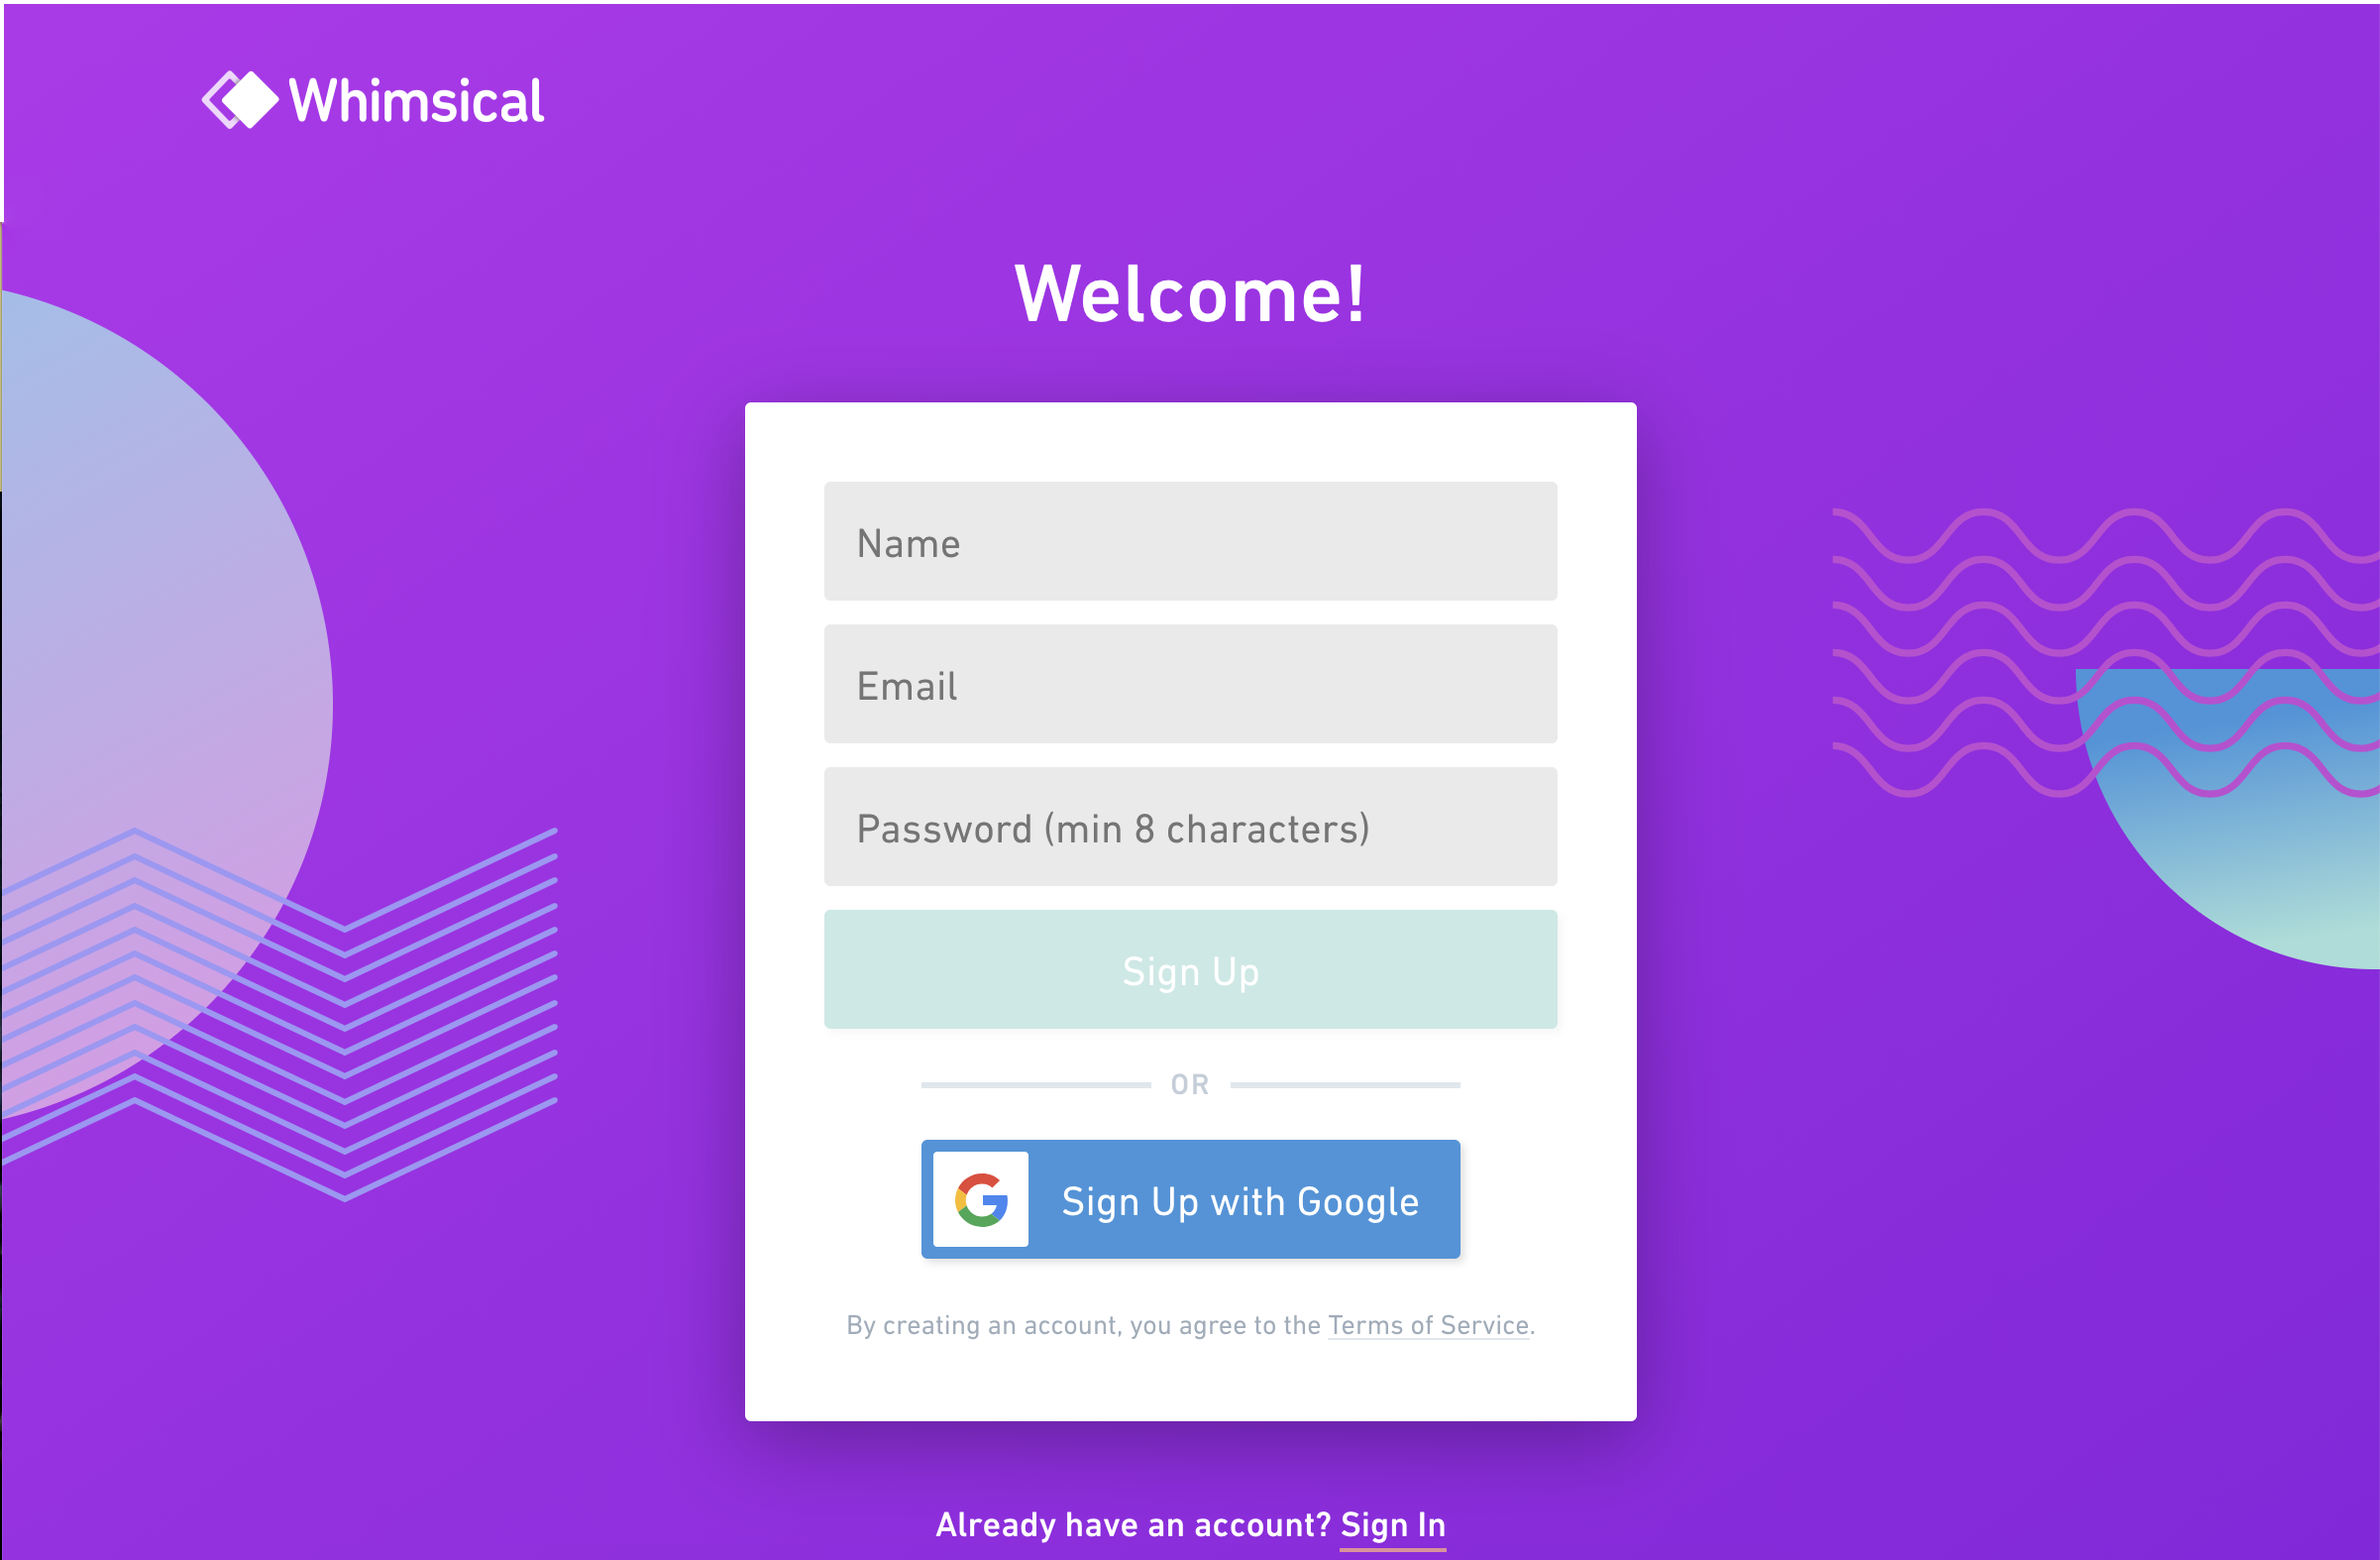 Whimsical
Welcome!
Name
Email
Password (min 8 characters)
Sign Up
OR
Sign Up with Google
By creating an account, you agree to the Terms of Service.
Already have an account? Sign In